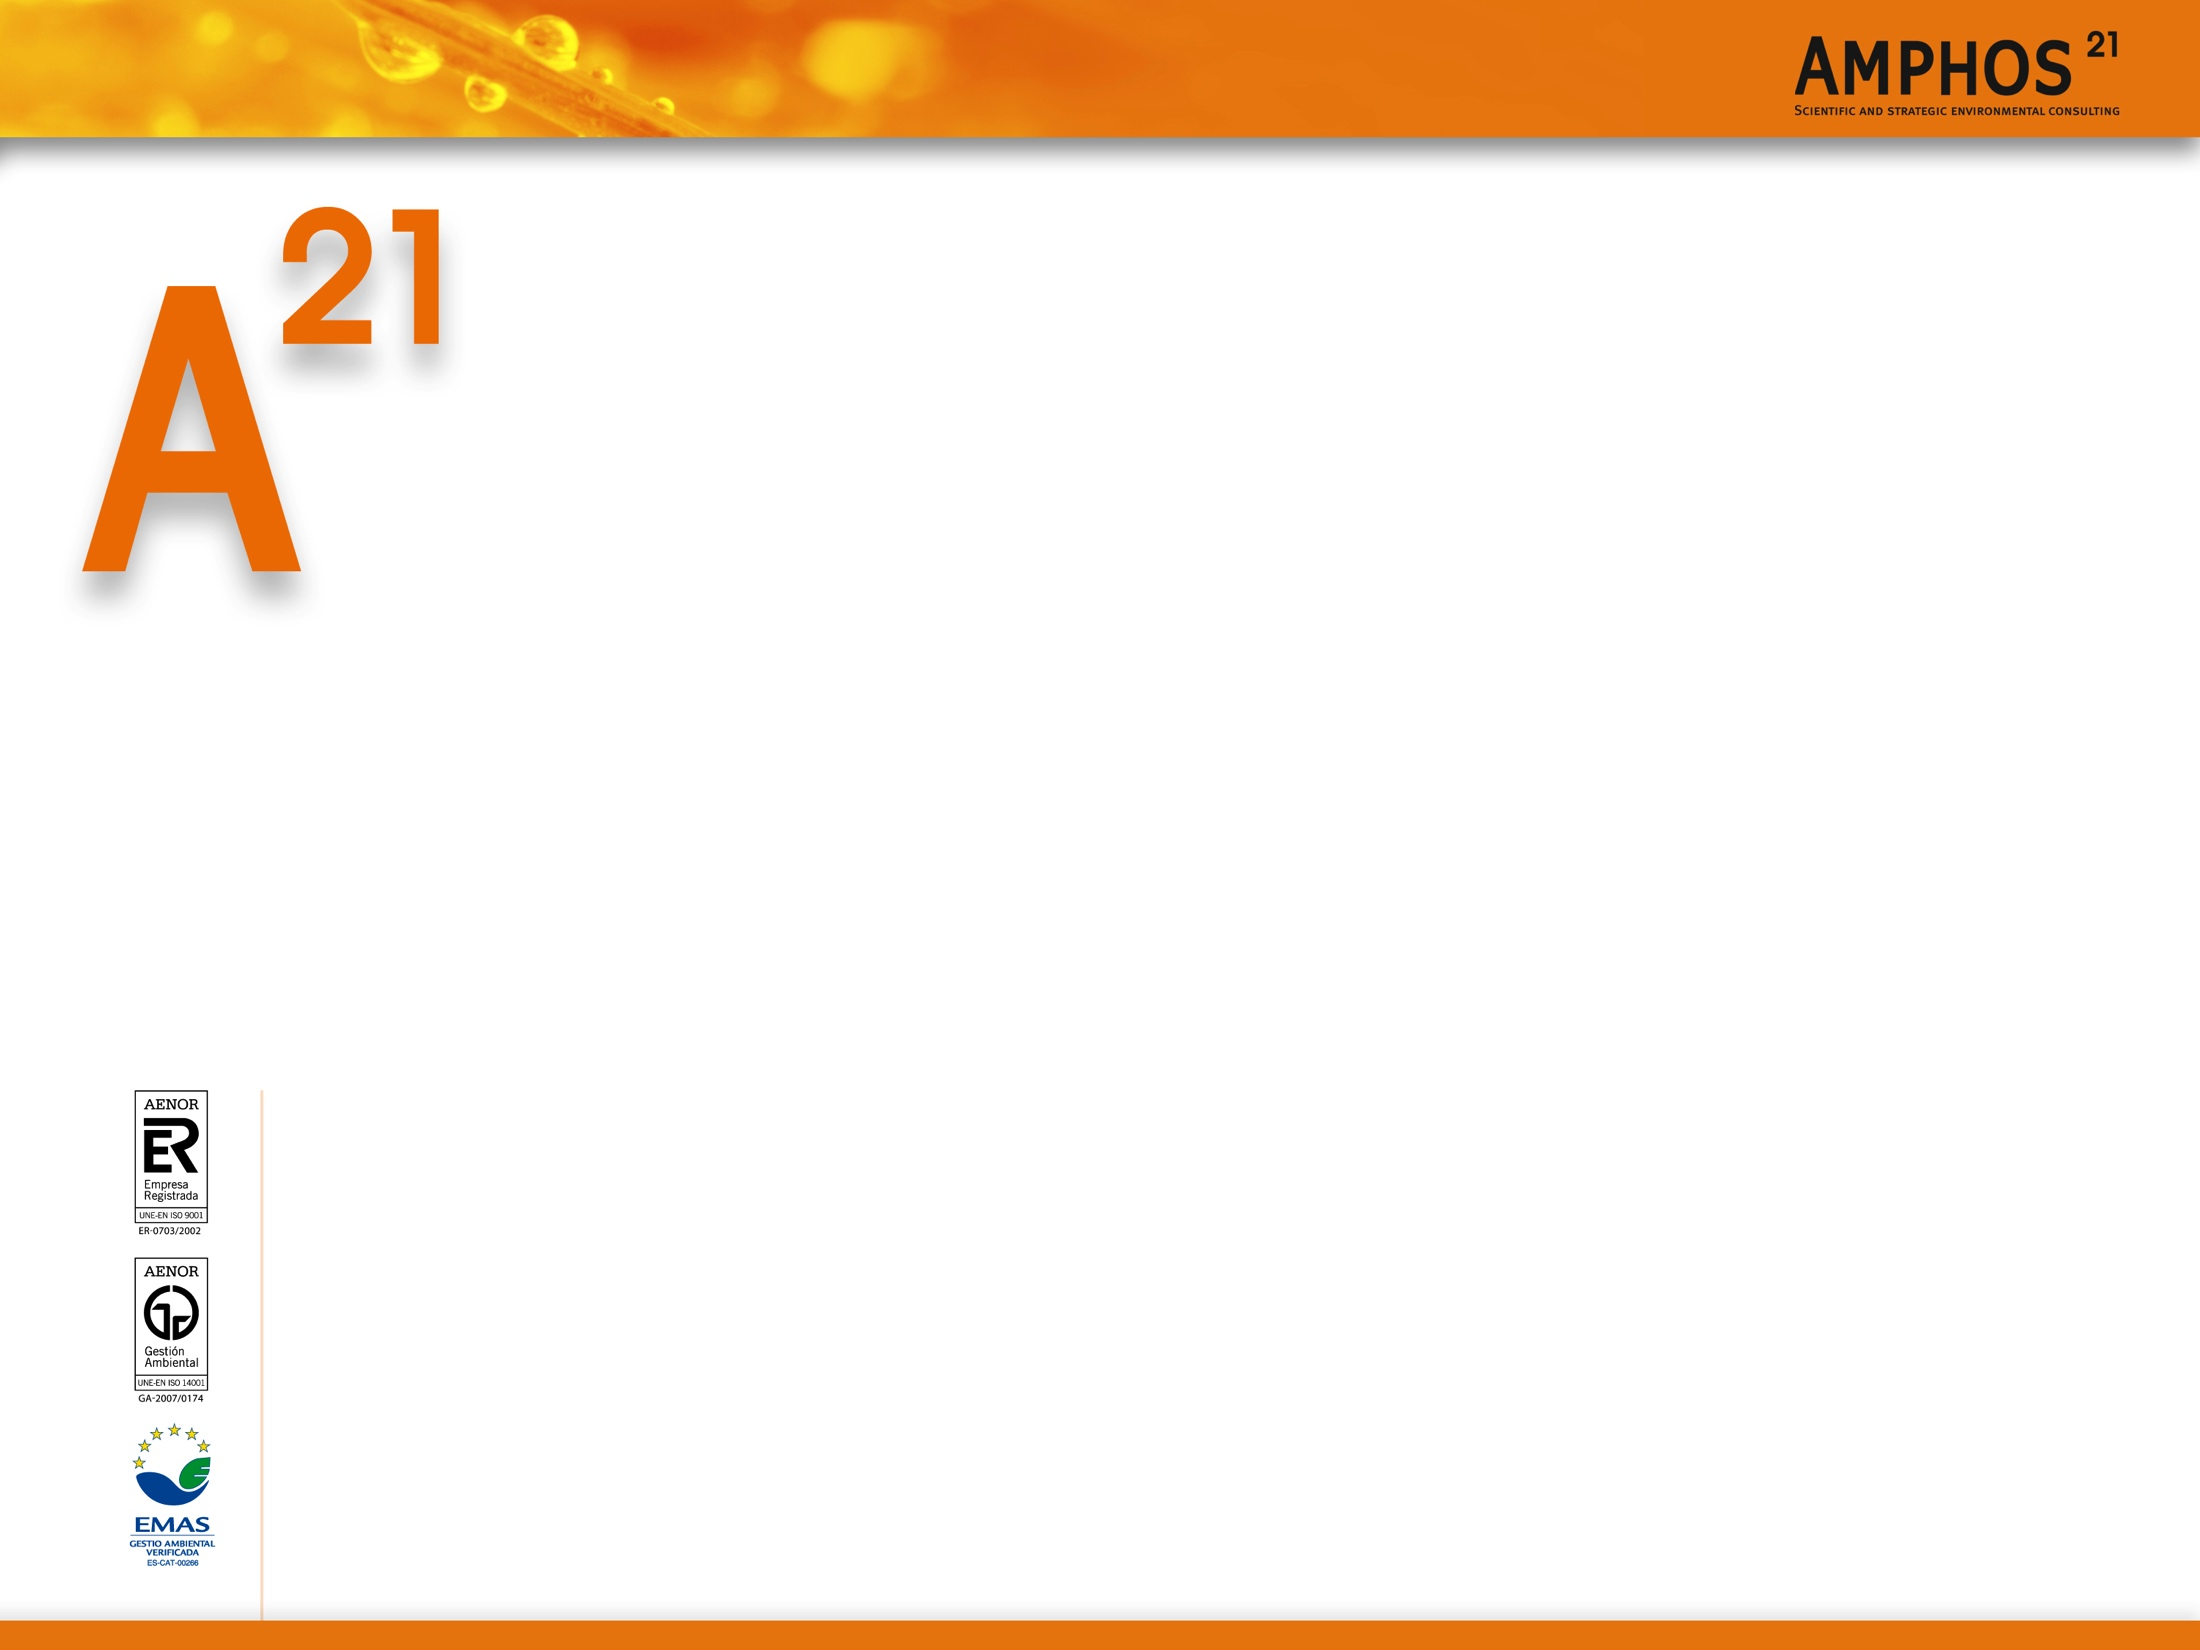 AMPHOS 21
SCIENTIFIC AND STRATEGIC ENVIRONMENTAL CONSULTING
A21
AENOR
ER
Empresa
Registrada
UNE-EN ISO 9001
ER-0703/2002
AENOR
Gestión
Ambiental
UNE-EN ISO 14001
GA-2007/0174
EMAS
GESTIO AMBIENTAL
VERIFICADA
ES-CAT-00266